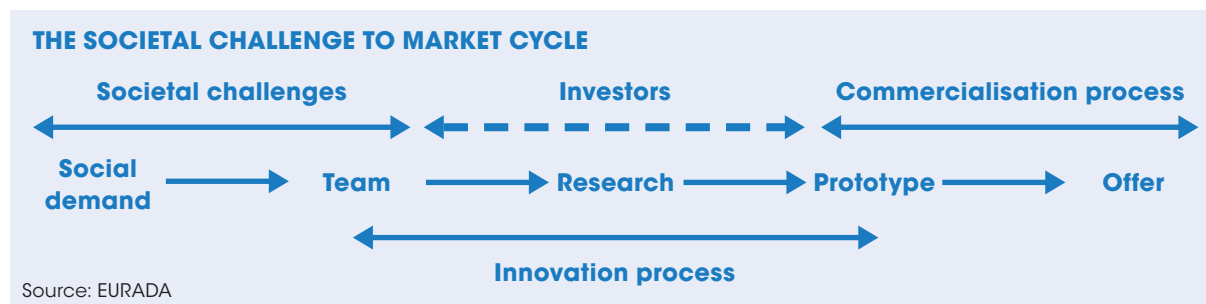 THE SOCIETAL CHALLENGE TO MARKET CYCLE
Societal challenges
Investors
Commercialisation process
Social
demand
Team
Research
Prototype
Offer
Innovation process
Source: EURADA